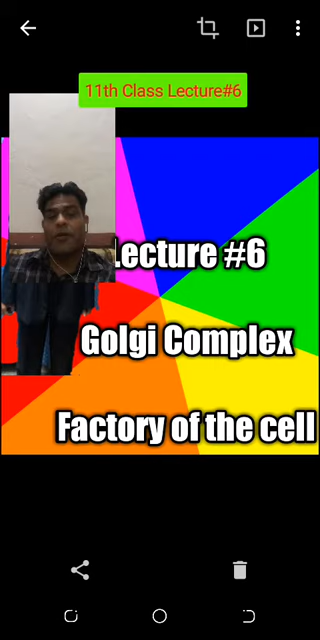 11th Class Lecture#6
Lecture #6
Golgi Complex
Factory of the cell